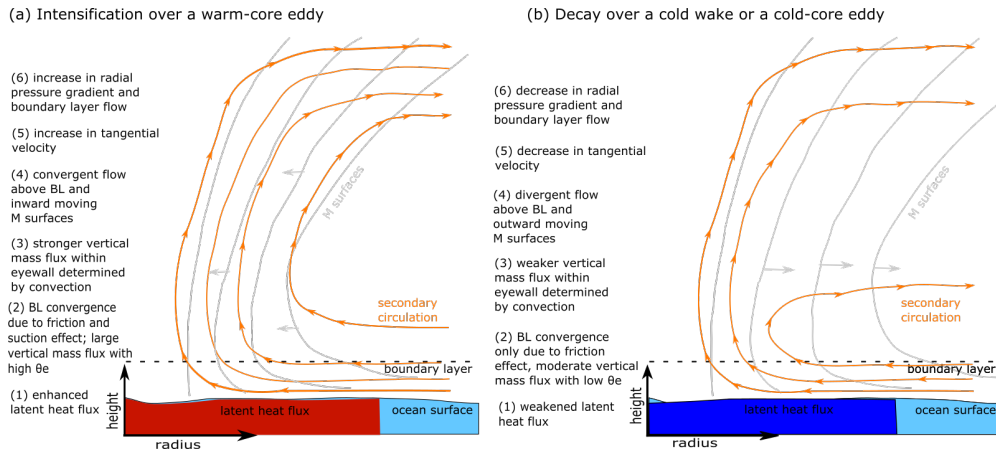 (a) Intensification over a warm-core eddy
(6) increase in radial
pressure gradient and
boundary layer flow
(5) increase in tangential
velocity
(4) convergent flow
above BL and
inward moving
M surfaces
(3) stronger vertical
mass flux within
eyewall determined
by convection
(2) BL convergence
due to friction and
suction effect; large
vertical mass flux with
high θe
(1) enhanced
latent heat flux
M surfaces
secondary
circulation
boundary layer
height
latent heat flux
ocean surface
radius
(b) Decay over a cold wake or a cold-core eddy
(6) decrease in radial
pressure gradient and
boundary layer flow
(5) decrease in tangential
velocity
(4) divergent flow
above BL and
outward moving
M surfaces
(3) weaker vertical
mass flux within
eyewall determined
by convection
(2) BL convergence
only due to friction
effect, moderate vertical
mass flux with low θe
(1) weakened latent
heat flux
M surfaces
secondary
circulation
boundary layer
height
latent heat flux
ocean surface
radius